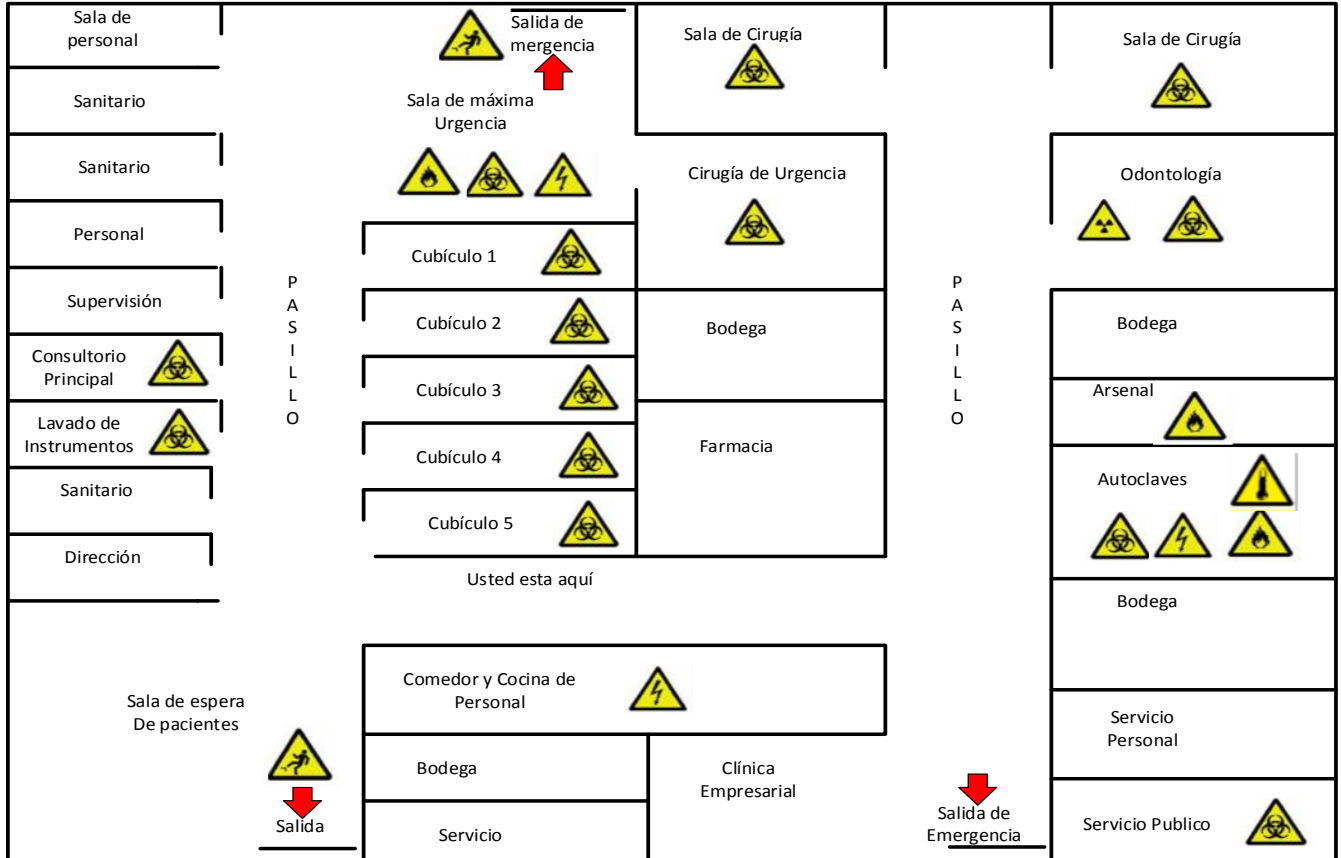 Sala de
personal
Sanitario
Sanitario
Personal
Supervisión
Consultorio
Principal
Lavado de
Instrumentos
Sanitario
Dirección
Sala de espera
De pacientes
Salida
P
A
S
I
L
L
O
Salida de
mergencia
Sala de máxima
Urgencia
Cubículo 1
Cubículo 2
Cubículo 3
Cubículo 4
Cubículo 5
Usted esta aquí
Comedor y Cocina de
Personal
Bodega
Servicio
Clínica
Empresarial
Sala de Cirugía
Cirugía de Urgencia
Bodega
Farmacia
P
A
S
I
L
L
O
Salida de
Emergencia
Sala de Cirugía
Odontología
Bodega
Arsenal
Autoclaves
Bodega
Servicio
Personal
Servicio Publico